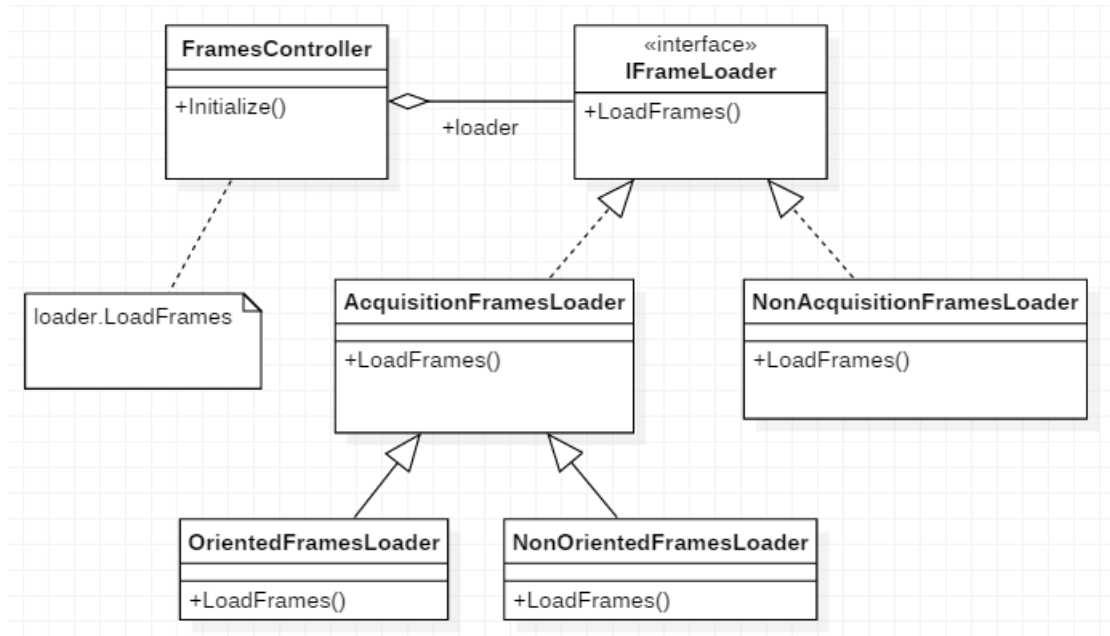 FramesController
+Initialize()
«interface»
IFrameLoader
+LoadFrames()
+loader
loader.LoadFrames
AcquisitionFramesLoader
+LoadFrames()
NonAcquisitionFramesLoader
+LoadFrames()
OrientedFramesLoader
+LoadFrames()
NonOrientedFramesLoader
+LoadFrames()